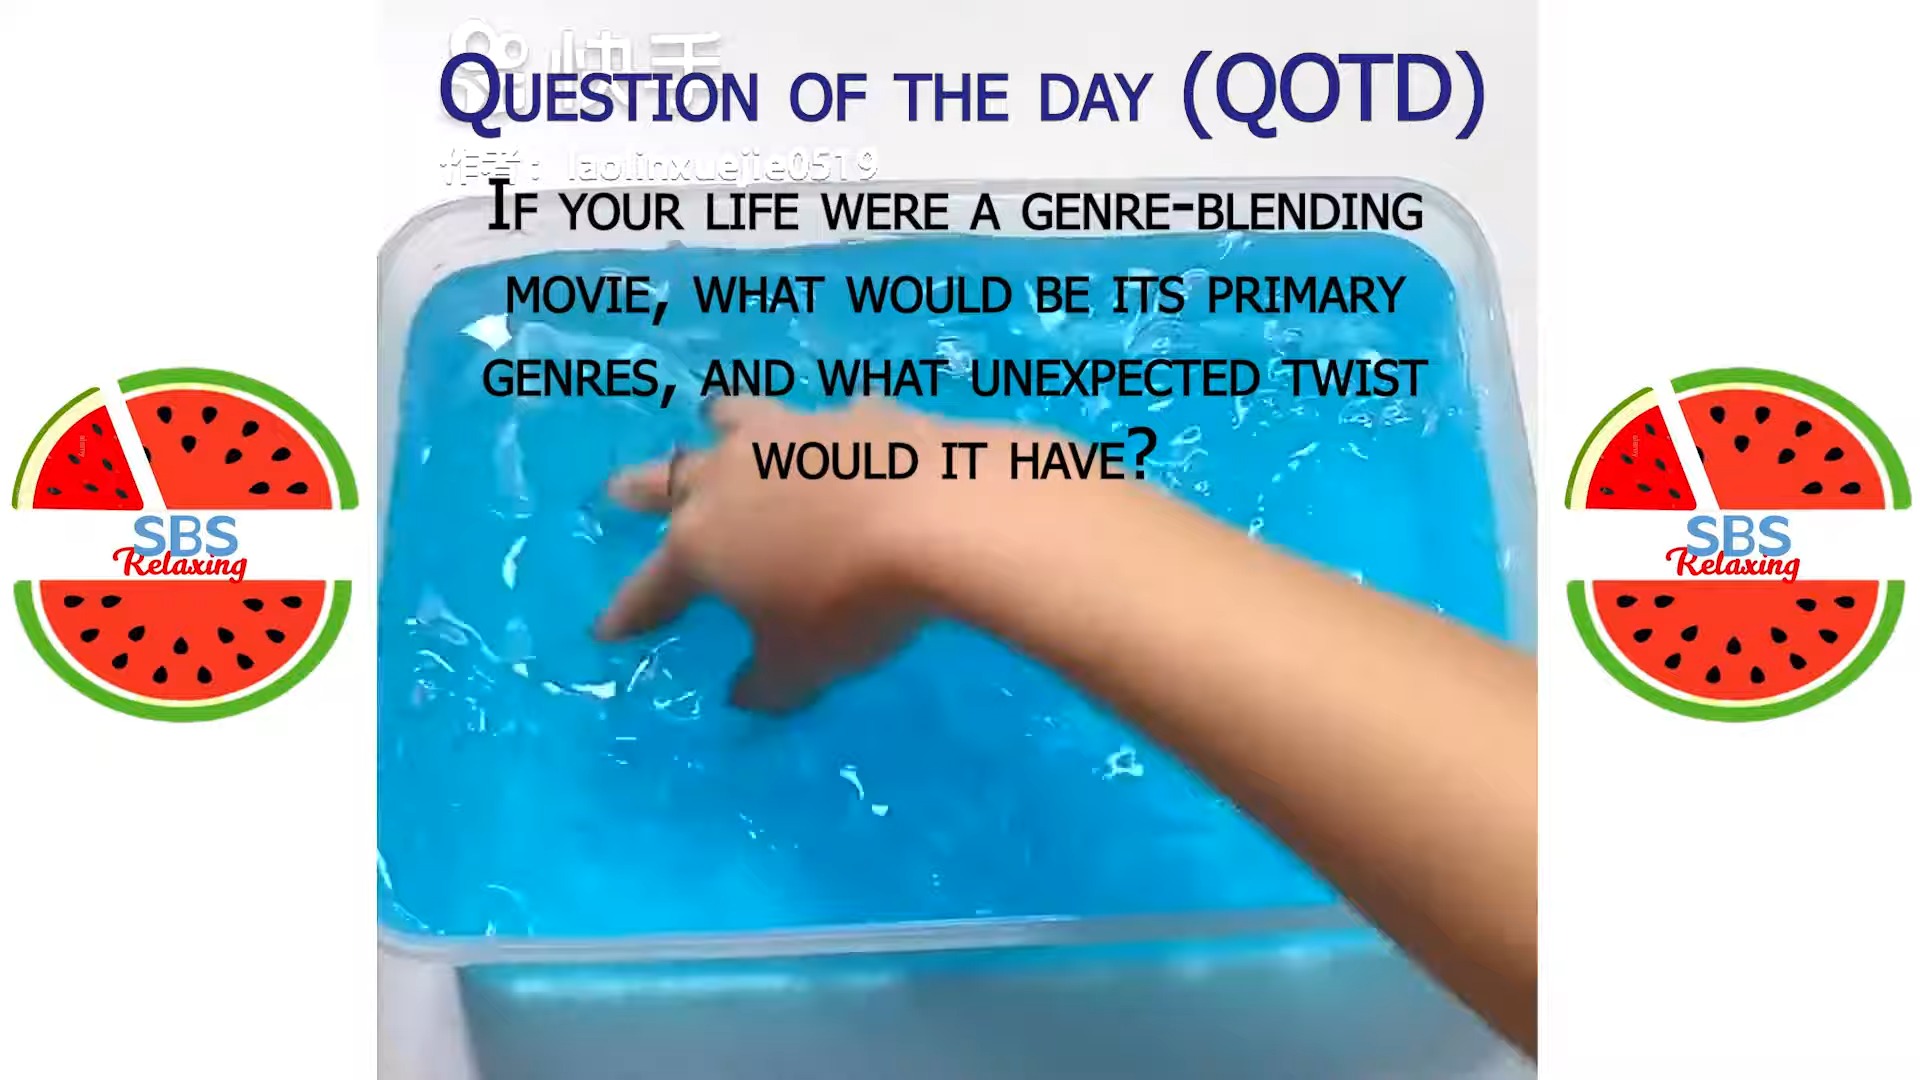 快手
QUESTION OF THE DAY (QOTD)
作者：laolinxuejie0519
IF YOUR LIFE WERE A GENRE-BLENDING
MOVIE, WHAT WOULD BE ITS PRIMARY
GENRES, AND WHAT UNEXPECTED TWIST
WOULD IT HAVE?
SBS
Relaxing
SBS
Relaxing